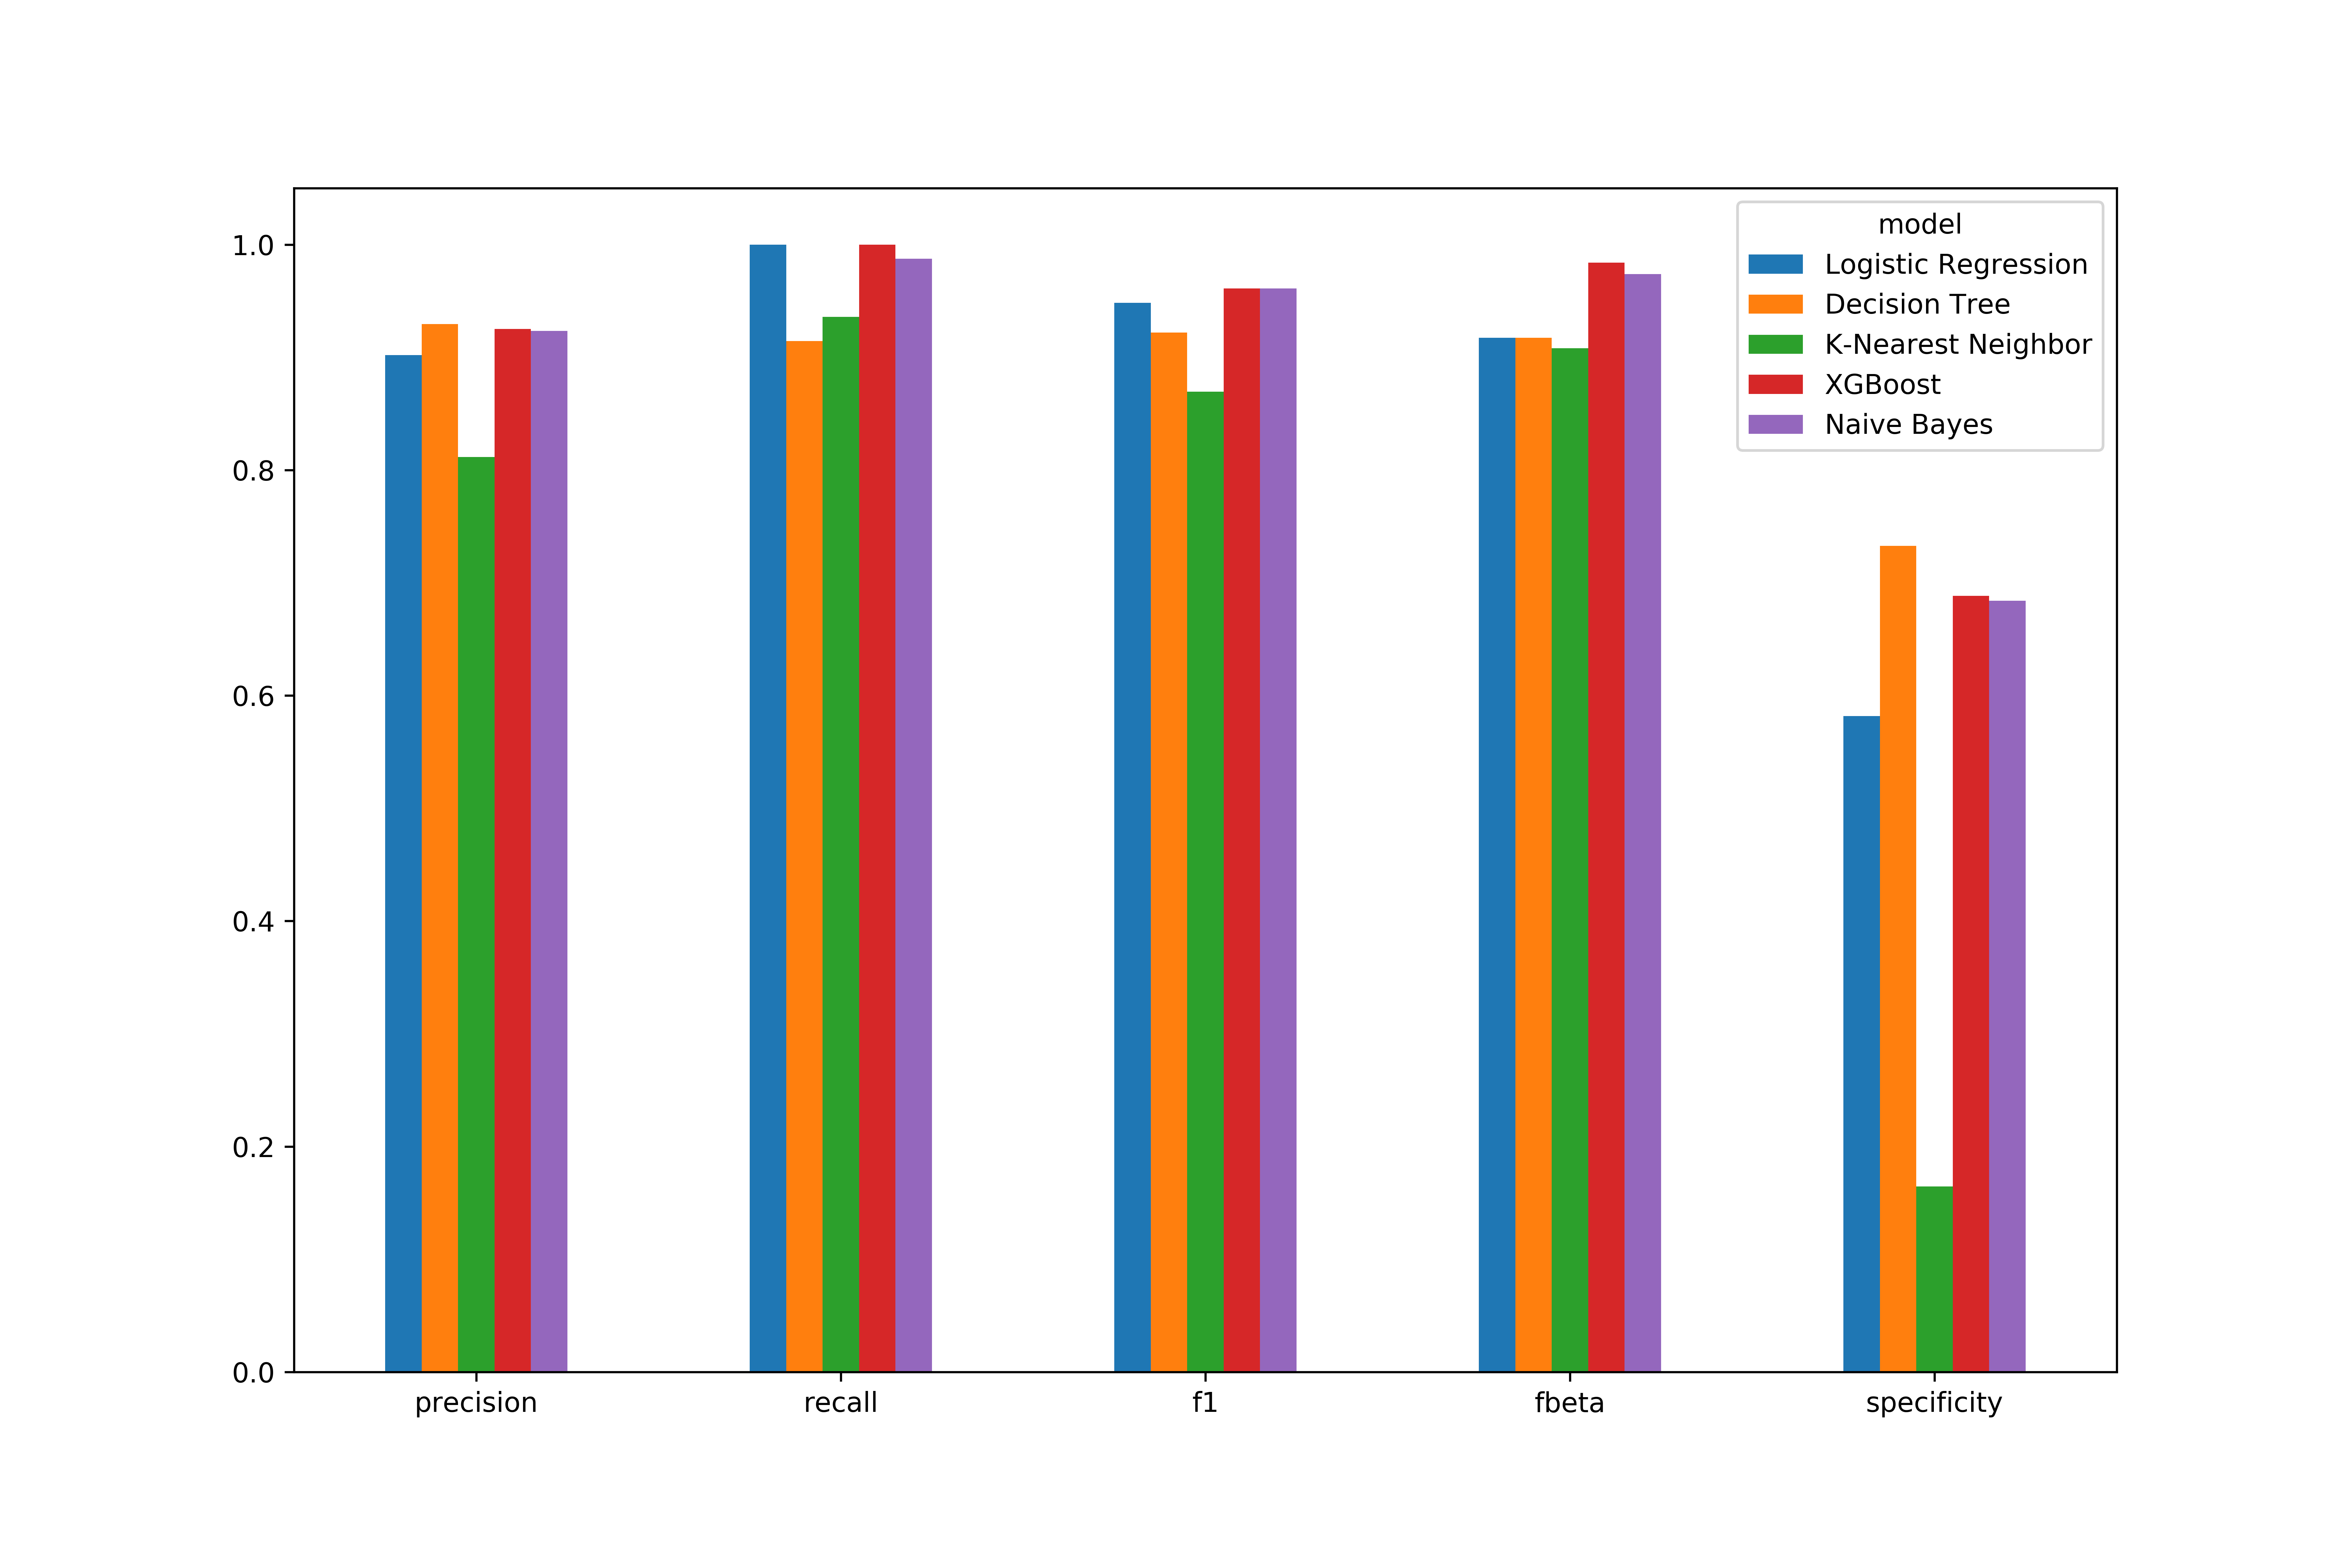 model
Logistic Regression
Decision Tree
K-Nearest Neighbor
XGBoost
Naive Bayes
1.0
0.8
0.6
0.4
0.2
0.0
precision recall f1 fbeta specificity